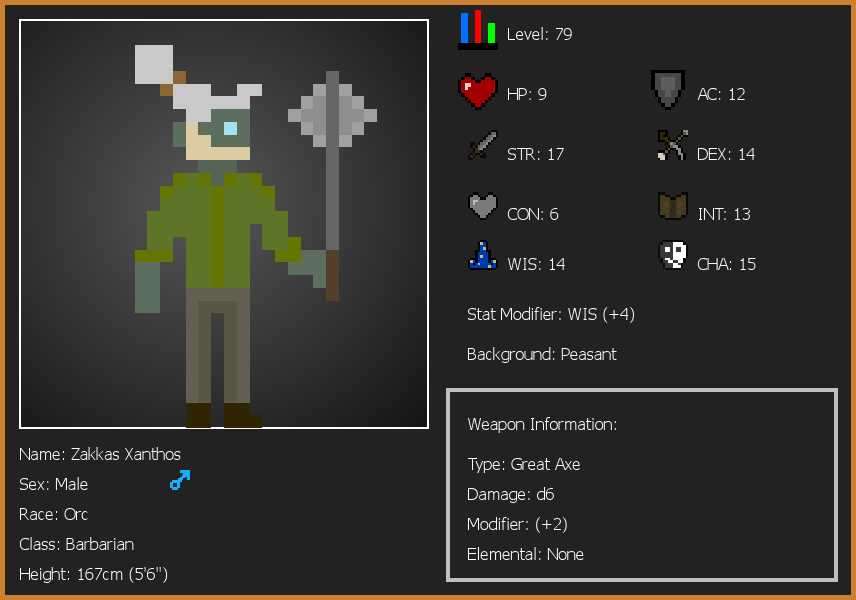 Level: 79
HP: 9
AC: 12
STR: 17
DEX: 14
CON: 6
INT: 13
WIS: 14
CHA: 15
Stat Modifier: WIS (+4)
Background: Peasant
Weapon Information:
Type: Great Axe
Damage: d6
Modifier: (+2)
Elemental: None
Name: Zakkas Xanthos
Sex: Male
Race: Orc
Class: Barbarian
Height: 167cm (5'6")